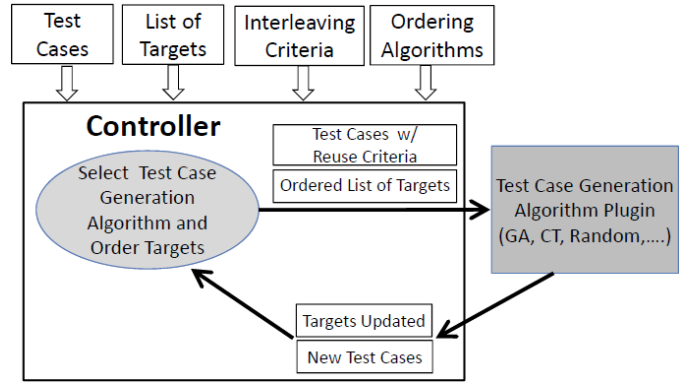 Test
Cases
List of
Targets
Interleaving
Criteria
Ordering
Algorithms
Controller
Test Cases w/
Reuse Criteria
Ordered List of Targets
Select Test Case
Generation
Algorithm and
Order Targets
Test Case Generation
Algorithm Plugin
(GA, CT, Random,....)
Targets Updated
New Test Cases